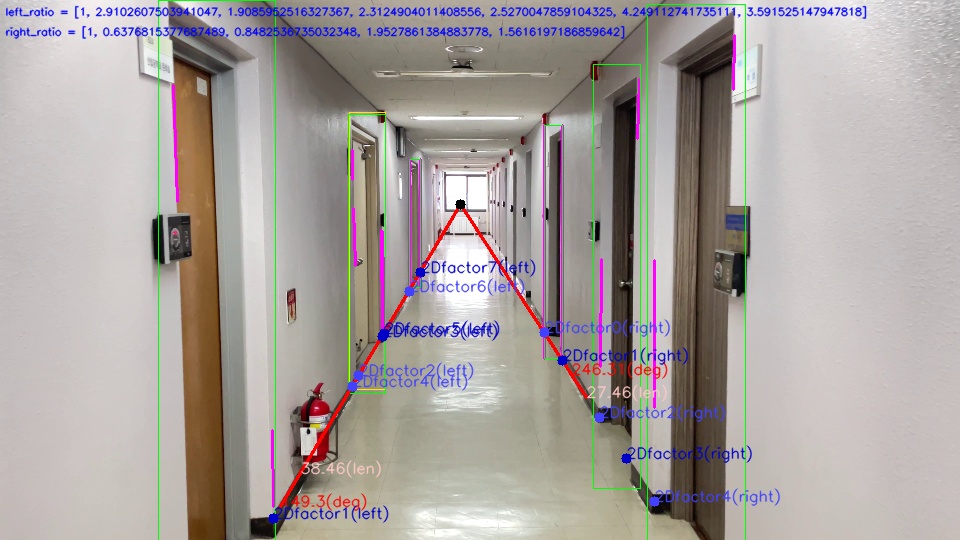 left_ratio = [1, 2.9102607503941047, 1.9085952516327367, 2.3124904011408556, 2.5270047859104325, 4.249112741735114, 3.591525147947818]
right_ratio = [1, 0.6376815377687489, 0.8482536735032348, 1.9527861384883778, 1.5616197186859642]
2Dfactor7(left)
2Dfactor6(left)
2Dfactor5(left)
2Dfactor3(left)
2Dfactor0(right)
2Dfactor1(right)
246.31(deg)
2Dfactor2(left)
2Dfactor4(left)
27.46(len)
2Dfactor2(right)
2Dfactor3(right)
38.46(len)
2Dfactor4(right)
49.3(deg)
2Dfactor1(left)